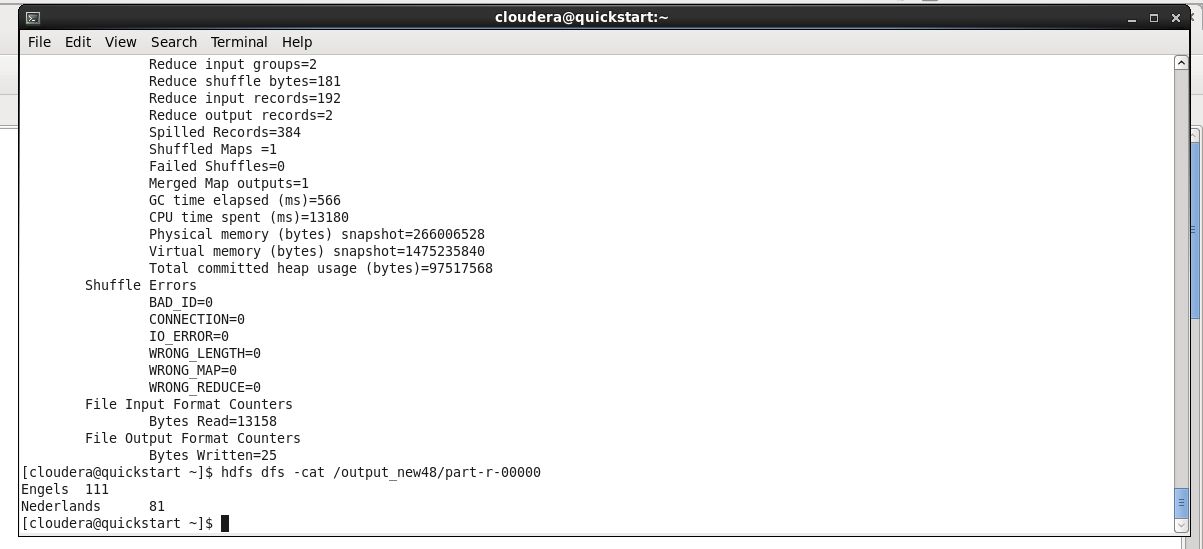 cloudera@quickstart:~
File Edit View Search Terminal Help
Reduce input groups=2
Reduce shuffle bytes=181
Reduce input records=192
Reduce output records=2
Spilled Records=384
Shuffled Maps =1
Failed Shuffles=0
Merged Map outputs=1
GC time elapsed (ms)=566
CPU time spent (ms)=13180
Physical memory (bytes) snapshot=266006528
Virtual memory (bytes) snapshot=1475235840
Total committed heap usage (bytes)=97517568
Shuffle Errors
BAD_ID=0
CONNECTION=0
IO_ERROR=0
WRONG_LENGTH=0
WRONG_MAP=0
WRONG_REDUCE=0
File Input Format Counters
Bytes Read=13158
File Output Format Counters
Bytes Written=25
[cloudera@quickstart ~]$ hdfs dfs -cat /output_new48/part-r-00000
Engels 111
Nederlands 81
[cloudera@quickstart ~]$